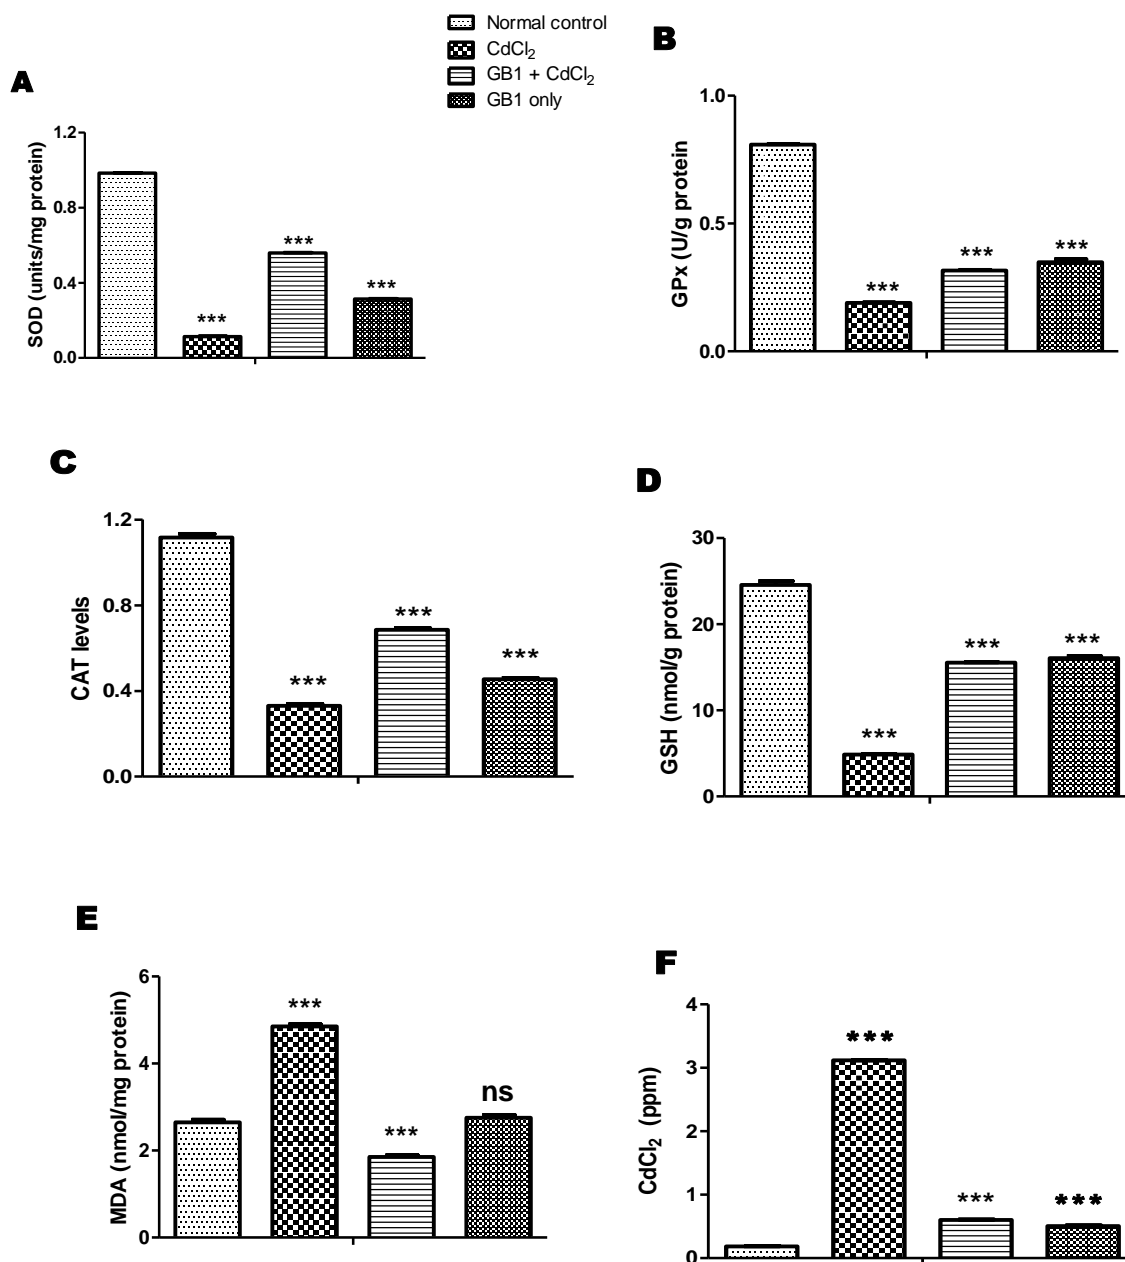 Normal control
CdCl₂
GB1 + CdCl₂
GB1 only
A
SOD (units/mg protein)
1.2
0.8
0.4
0.0
***
***
***
B
GPx (U/g protein
1.0
0.5
0.0
***
***
***
C
CAT levels
1.2
0.8
0.4
0.0
***
***
***
D
GSH (nmol/g protein)
30
20
10
0
***
***
***
E
MDA (nmol/mg protein)
6
4
2
0
***
***
ns
F
CdCl₂ (ppm)
4
3
2
1
0
***
***
***